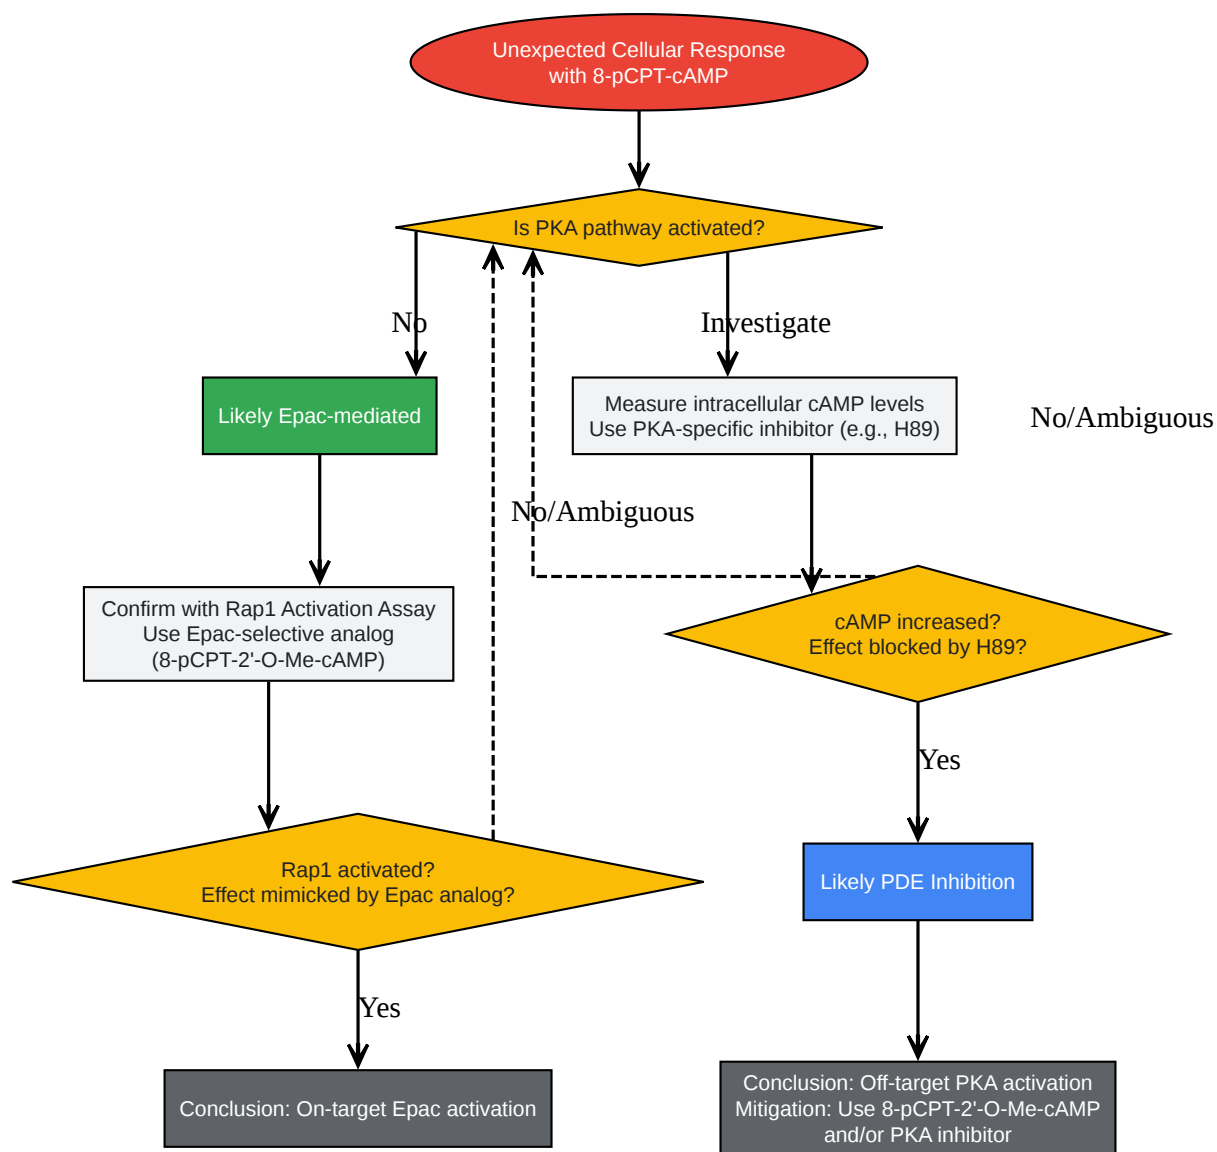 Unexpected Cellular Response
with 8-pCPT-cAMP
Is PKA pathway activated?
No
Investigate
Likely Epac-mediated
Measure intracellular cAMP levels
Use PKA-specific inhibitor (e.g., H89)
No/Ambiguous
No/Ambiguous
Confirm with Rap1 Activation Assay
Use Epac-selective analog
(8-pCPT-2'-O-Me-cAMP)
cAMP increased?
Effect blocked by H89?
Yes
Rap1 activated?
Effect mimicked by Epac analog?
Likely PDE Inhibition
Yes
Conclusion: On-target Epac activation
Conclusion: Off-target PKA activation
Mitigation: Use 8-pCPT-2'-O-Me-cAMP
and/or PKA inhibitor